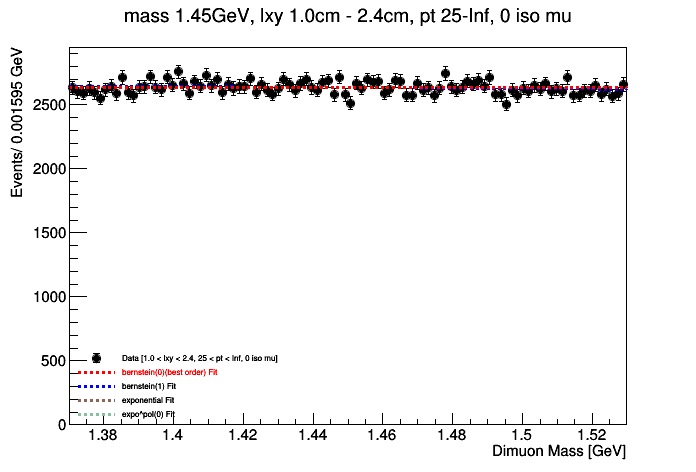 mass 1.45GeV, lxy 1.0cm - 2.4cm, pt 25-Inf, 0 iso mu
Events/ 0.001595 GeV
2500
2000
1500
1000
500
0
Data [1.0 < lxy < 2.4, 25 < pt < Inf, 0 iso mu]
bernstein(0)(best order) Fit
bernstein(1) Fit
exponential Fit
expo*pol(0) Fit
1.38 1.4 1.42 1.44 1.46 1.48 1.5 1.52
Dimuon Mass [GeV]